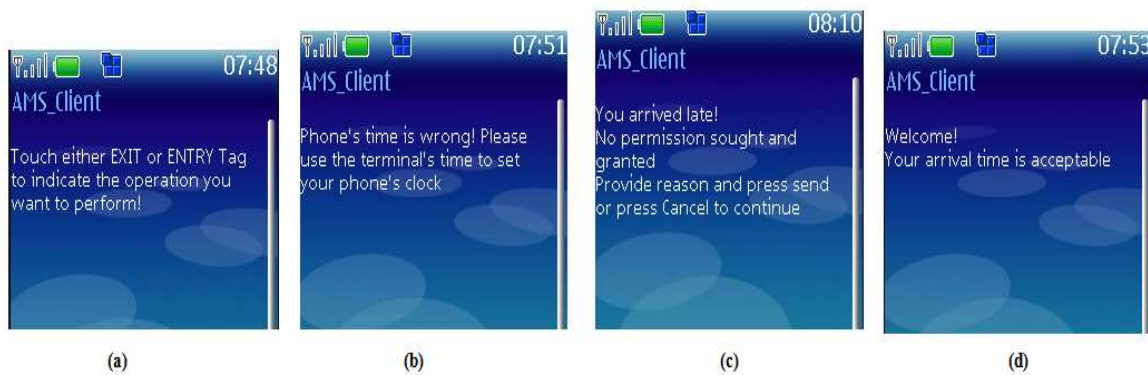 07:48
AMS_Client
Touch either EXIT or ENTRY Tag
to indicate the operation you
want to perform!
(a)
07:51
AMS_Client
Phone's time is wrong! Please
use the terminal's time to set
your phone's clock
(b)
08:10
AMS_Client
You arrived late!
No permission sought and
granted
Provide reason and press send
or press Cancel to continue
(c)
07:53
AMS_Client
Welcome!
Your arrival time is acceptable
(d)